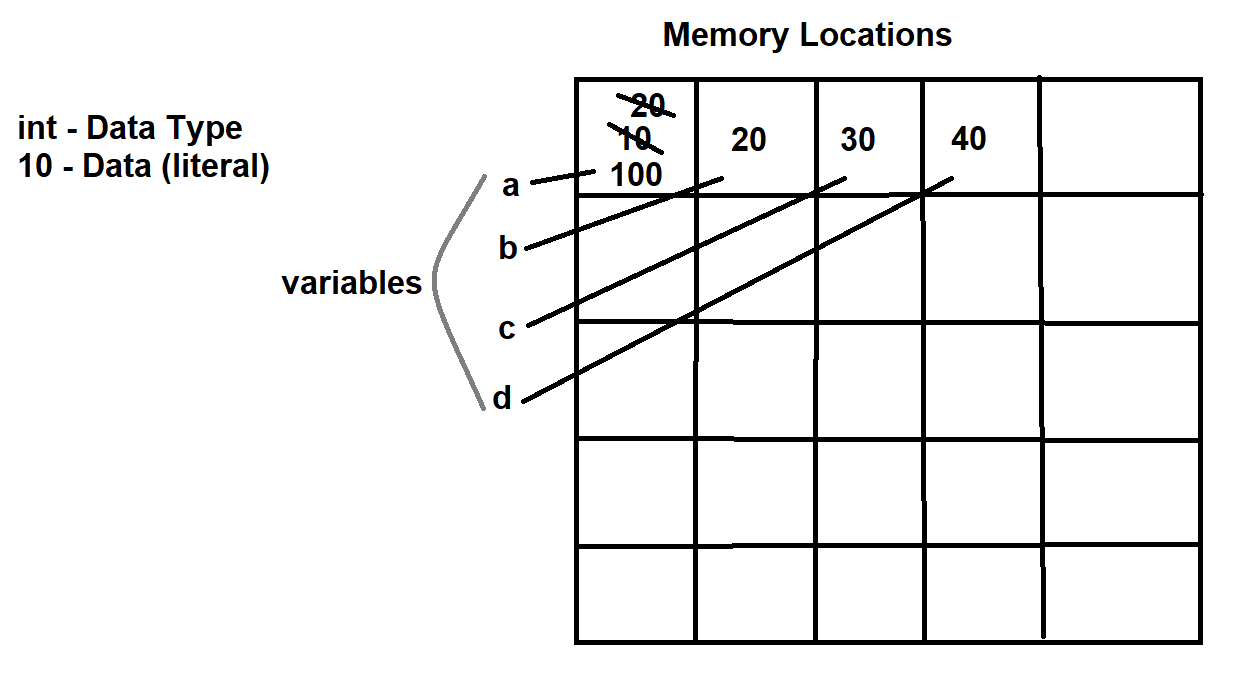 Memory Locations
int - Data Type
10 - Data (literal)
20
10
100
20
30
40
a
b
c
d
variables